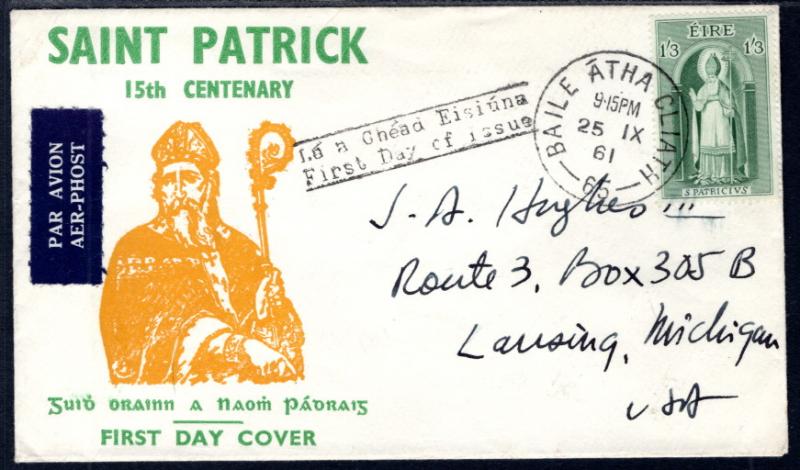 SAINT PATRICK
15th CENTENARY
PAR AVION
AER-PHOST
Lá a Chéad Eisiúna
First Day of issue
BAILE ÁTHA CLIATH
9·15PM
25 IX
61
65
ÉIRE
1/3 1/3
S PATRICIVS
J. A. Hughes III
Route 3, Box 305 B
Lansing, Michigan
USA
Guiḋ orainn a Naoṁ Pádraig
FIRST DAY COVER